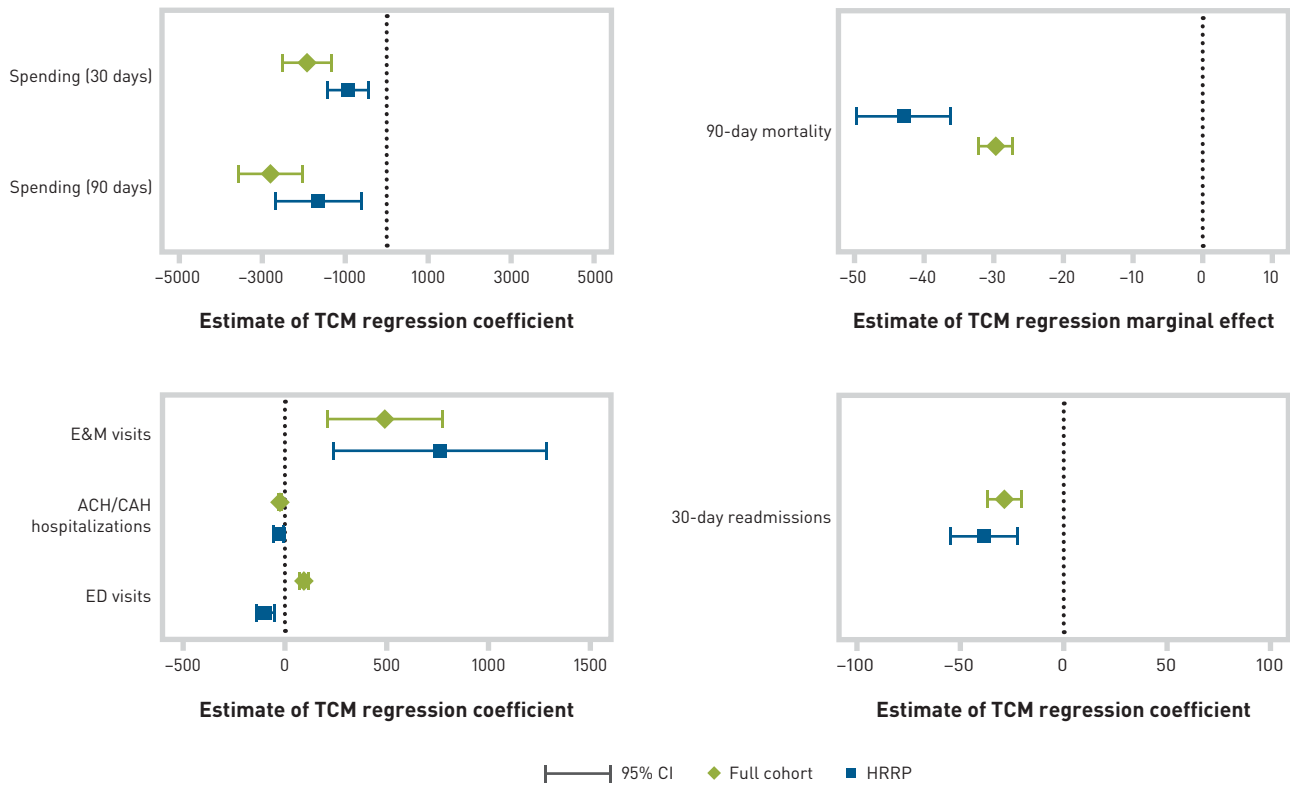 Spending (30 days)
Spending (90 days)
−5000 −3000 −1000 1000 3000 5000
Estimate of TCM regression coefficient
90-day mortality
−50 −40 −30 −20 −10 0 10
Estimate of TCM regression marginal effect
E&M visits
ACH/CAH
hospitalizations
ED visits
−500 0 500 1000 1500
Estimate of TCM regression coefficient
30-day readmissions
−100 −50 0 50 100
Estimate of TCM regression coefficient
95% CI Full cohort HRRP